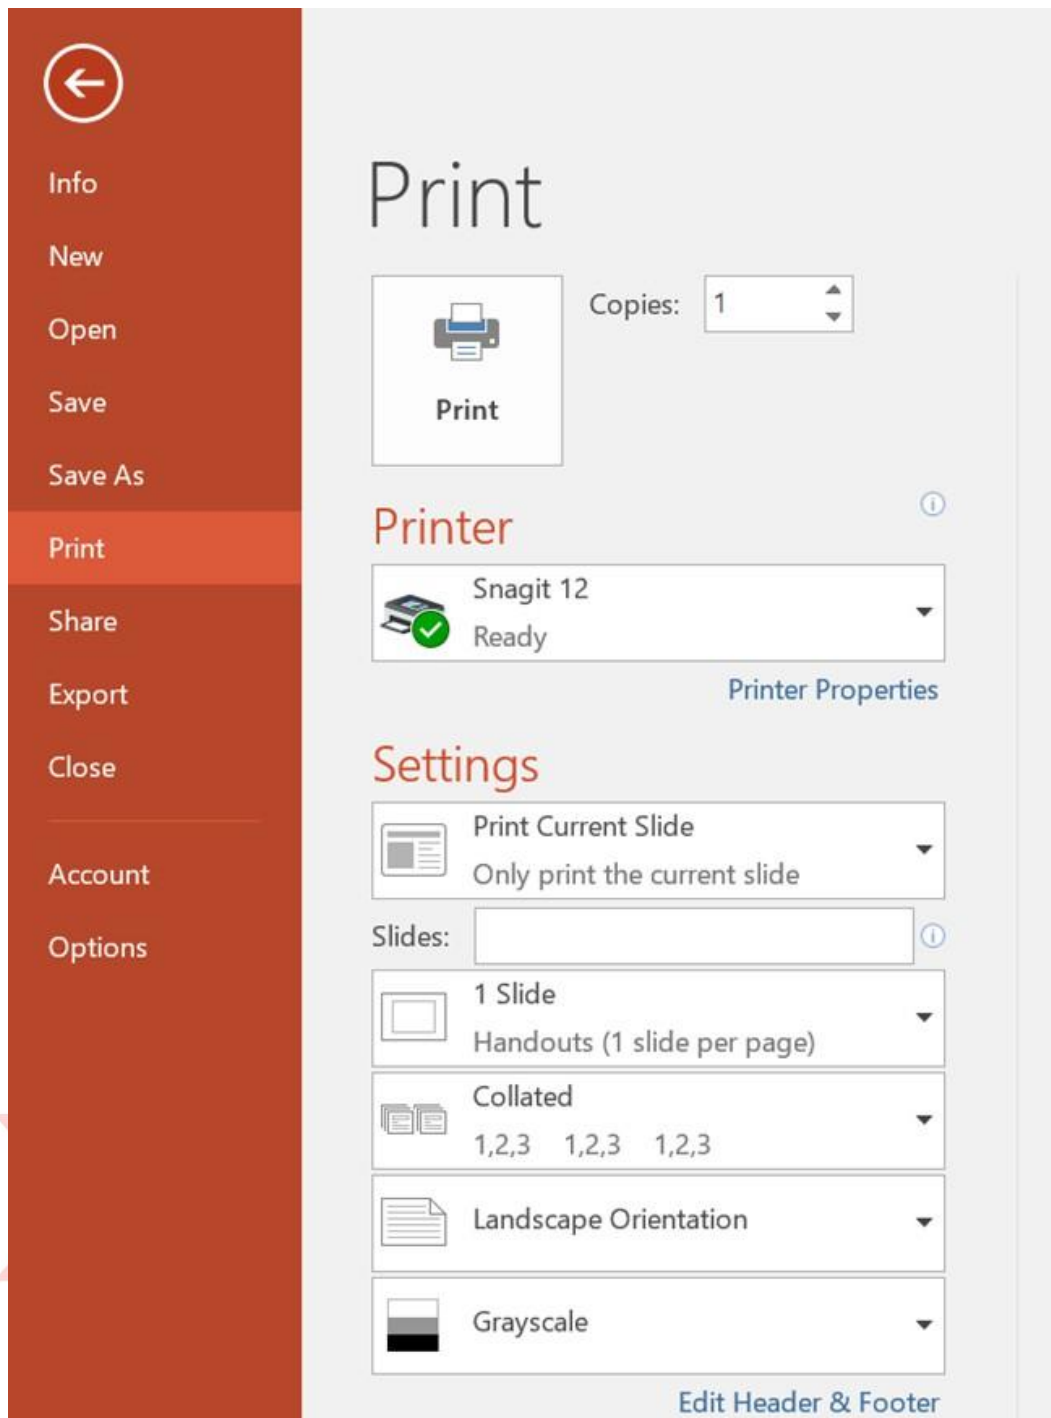 Info
New
Open
Save
Save As
Print
Share
Export
Close
Account
Options
Print
Print
Copies: 1
Printer
Snagit 12
Ready
Printer Properties
Settings
Print Current Slide
Only print the current slide
Slides:
1 Slide
Handouts (1 slide per page)
Collated
1,2,3 1,2,3 1,2,3
Landscape Orientation
Grayscale
Edit Header & Footer